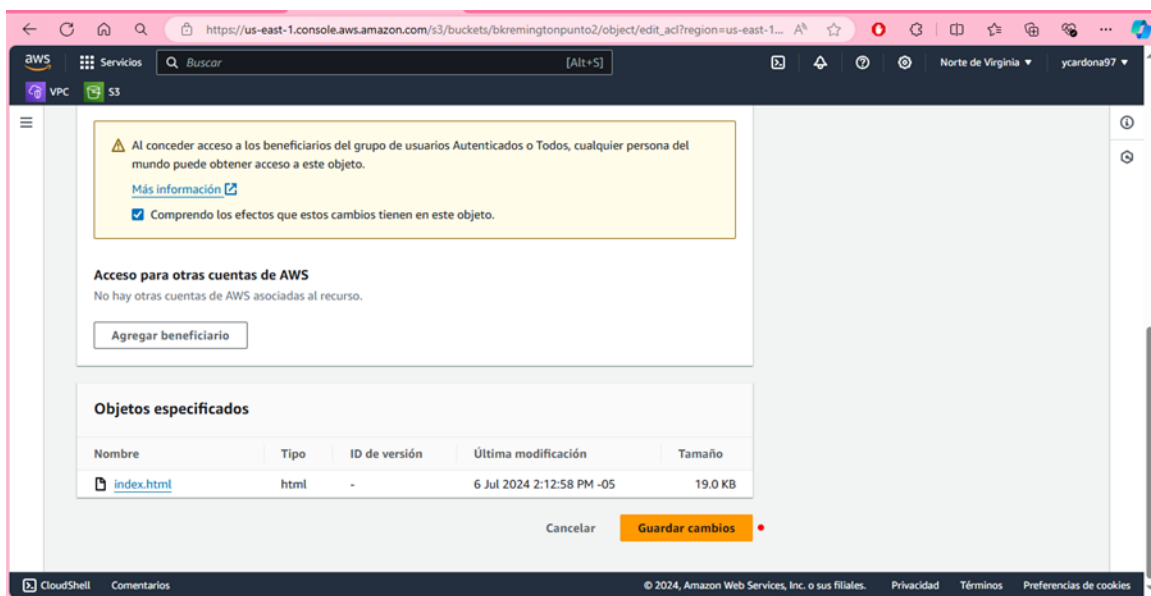 https://us-east-1.console.aws.amazon.com/s3/buckets/bkremingtonpunto2/object/edit_acl?region=us-east-1...
aws Servicios Buscar [Alt+S] Norte de Virginia ycardona97
VPC S3
Al conceder acceso a los beneficiarios del grupo de usuarios Autenticados o Todos, cualquier persona del
mundo puede obtener acceso a este objeto.
Más información
Comprendo los efectos que estos cambios tienen en este objeto.
Acceso para otras cuentas de AWS
No hay otras cuentas de AWS asociadas al recurso.
Agregar beneficiario
Objetos especificados
Nombre Tipo ID de versión Última modificación Tamaño
index.html html - 6 Jul 2024 2:12:58 PM -05 19.0 KB
Cancelar Guardar cambios
CloudShell Comentarios © 2024, Amazon Web Services, Inc. o sus filiales. Privacidad Términos Preferencias de cookies